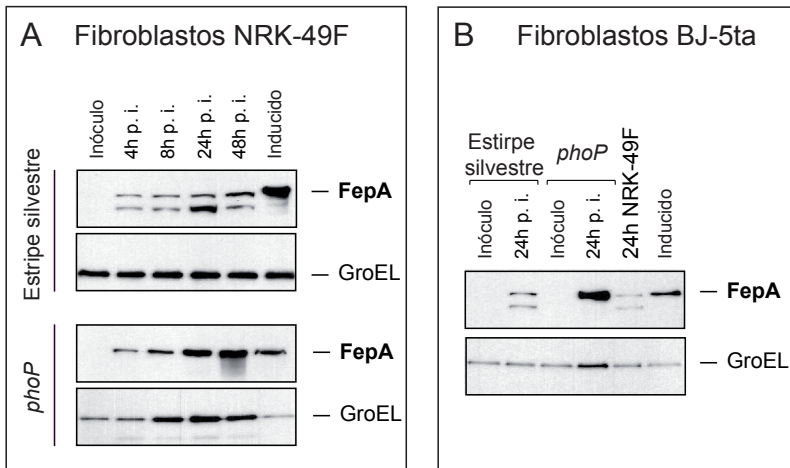 A Fibroblastos NRK-49F
Inóculo
4h p. i.
8h p. i.
24h p. i.
48h p. i.
Inducido
Estripe silvestre
FepA
GroEL
phoP
FepA
GroEL
B Fibroblastos BJ-5ta
Estirpe
silvestre
phoP
Inóculo
24h p. i.
Inóculo
24h p. i.
24h NRK-49F
Inducido
FepA
GroEL